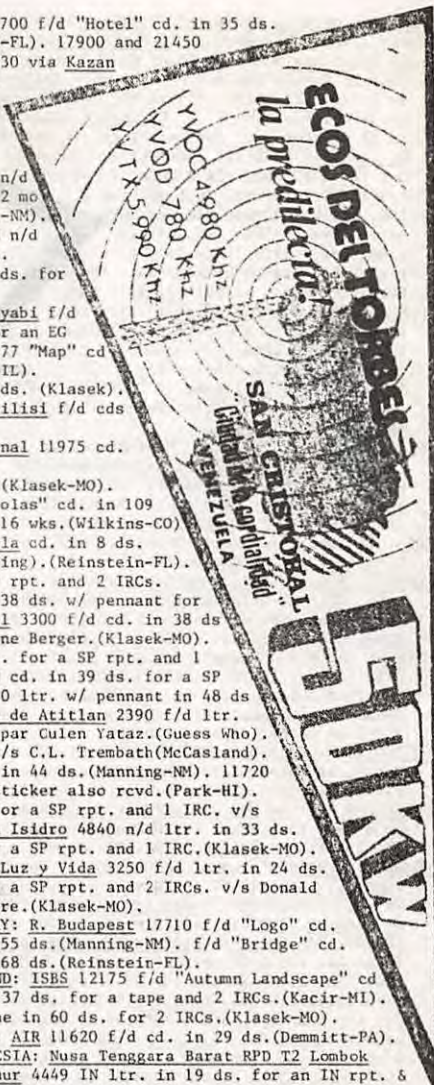 700 f/d "Hotel" cd. in 35 ds.
-FL). 17900 and 21450
30 via Kazan
n/d
2 mo
-NM).
n/d
.
ds. for
yabi f/d
r an EG
77 "Map" cd
IL).
ds. (Klasek).
ilisi f/d cds
nal 11975 cd.
(Klasek-MO).
olas" cd. in 109
16 wks.(Wilkins-CO)
la cd. in 8 ds.
ing).(Reinstein-FL).
rpt. and 2 IRCs.
38 ds. w/ pennant for
l 3300 f/d cd. in 38 ds
ne Berger.(Klasek-MO).
. for a SP rpt. and 1
cd. in 39 ds. for a SP
0 ltr. w/ pennant in 48 ds
de Atitlan 2390 f/d ltr.
par Culen Yataz.(Guess Who).
/s C.L. Trembath(McCasland).
in 44 ds.(Manning-NM). 11720
ticker also rcvd.(Park-HI).
or a SP rpt. and 1 IRC. v/s
Isidro 4840 n/d ltr. in 33 ds.
a SP rpt. and 1 IRC.(Klasek-MO).
Luz y Vida 3250 f/d ltr. in 24 ds.
a SP rpt. and 2 IRCs. v/s Donald
re.(Klasek-MO).
Y: R. Budapest 17710 f/d "Logo" cd.
55 ds.(Manning-NM). f/d "Bridge" cd.
68 ds.(Reinstein-FL).
ND: ISBS 12175 f/d "Autumn Landscape" cd
37 ds. for a tape and 2 IRCs.(Kacir-MI).
me in 60 ds. for 2 IRCs.(Klasek-MO).
AIR 11620 f/d cd. in 29 ds.(Demmitt-PA).
ESIA: Nusa Tenggara Barat RPD T2 Lombok
ur 4449 IN ltr. in 19 ds. for an IN rpt. &
ECOS DEL TORBES
la predilecta!
YVOC 4.980 Khz
YVOD 780 Khz
YVTX 5.990 Khz
SAN CRISTOBAL
"Ciudad de la cordialidad"
VENEZUELA
50KW